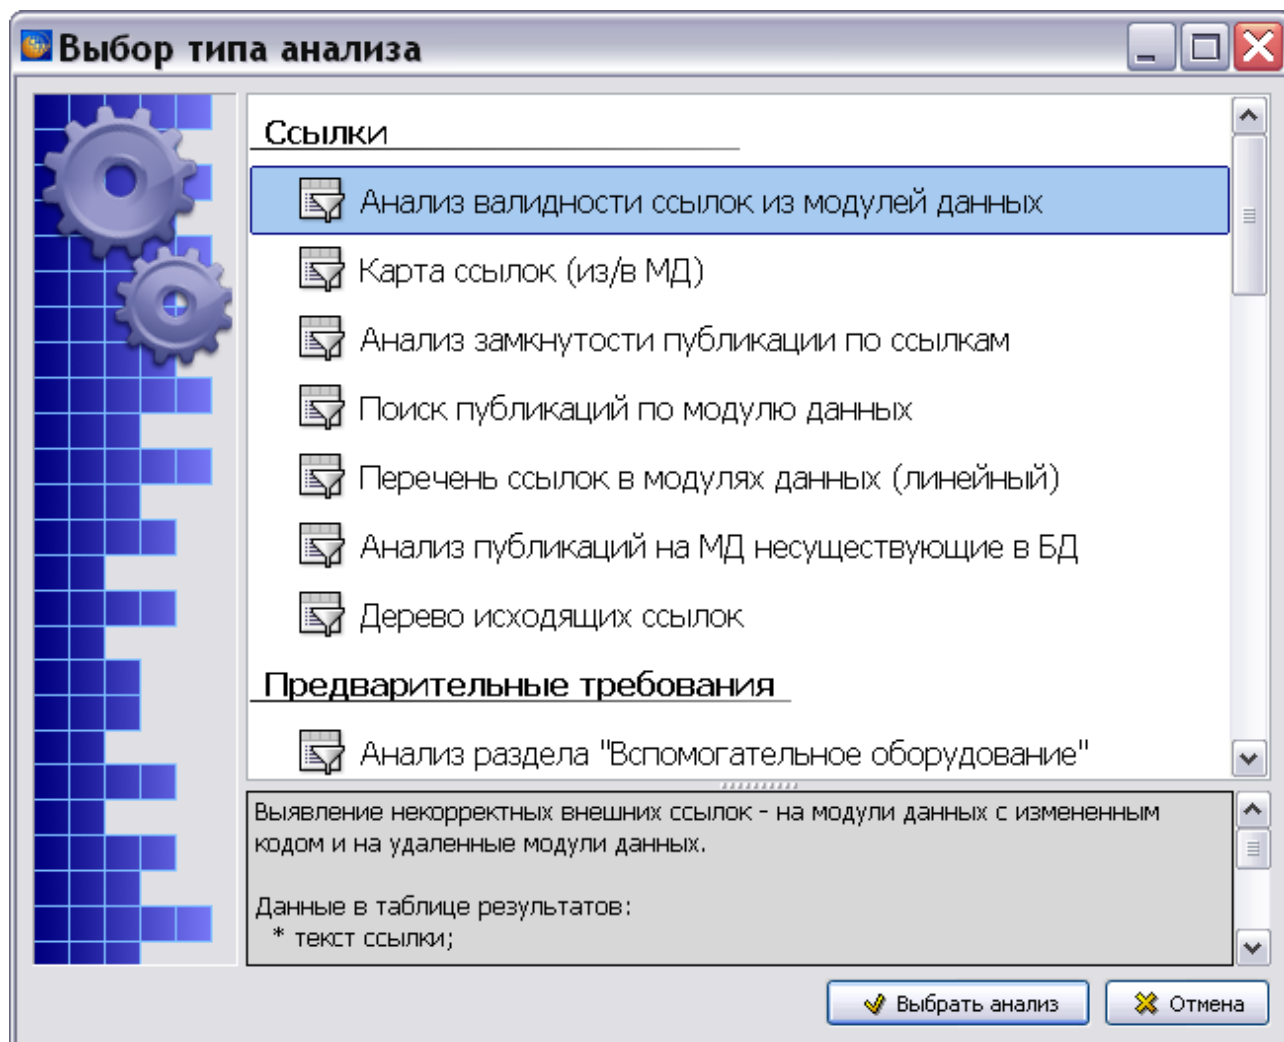 Выбор типа анализа
Ссылки
Анализ валидности ссылок из модулей данных
Карта ссылок (из/в МД)
Анализ замкнутости публикации по ссылкам
Поиск публикаций по модулю данных
Перечень ссылок в модулях данных (линейный)
Анализ публикаций на МД несуществующие в БД
Дерево исходящих ссылок
Предварительные требования
Анализ раздела "Вспомогательное оборудование"
Выявление некорректных внешних ссылок - на модули данных с измененным
кодом и на удаленные модули данных.
Данные в таблице результатов:
* текст ссылки;
Выбрать анализ
Отмена